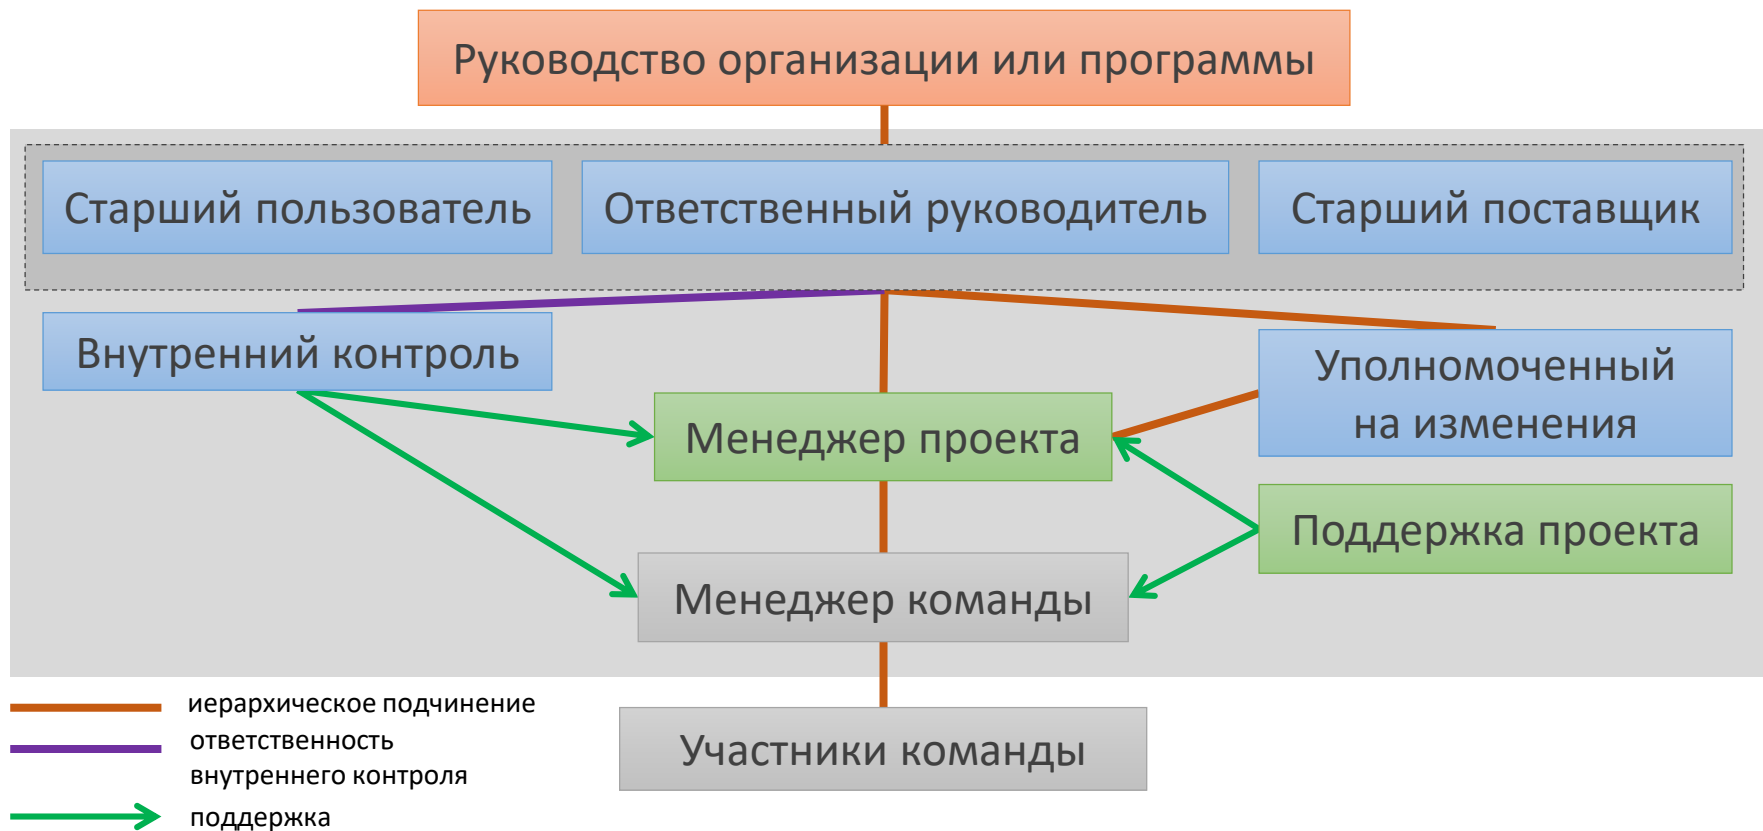 Руководство организации или программы
Старший пользователь
Ответственный руководитель
Старший поставщик
Внутренний контроль
Уполномоченный
на изменения
Менеджер проекта
Поддержка проекта
Менеджер команды
Участники команды
иерархическое подчинение
ответственность
внутреннего контроля
поддержка